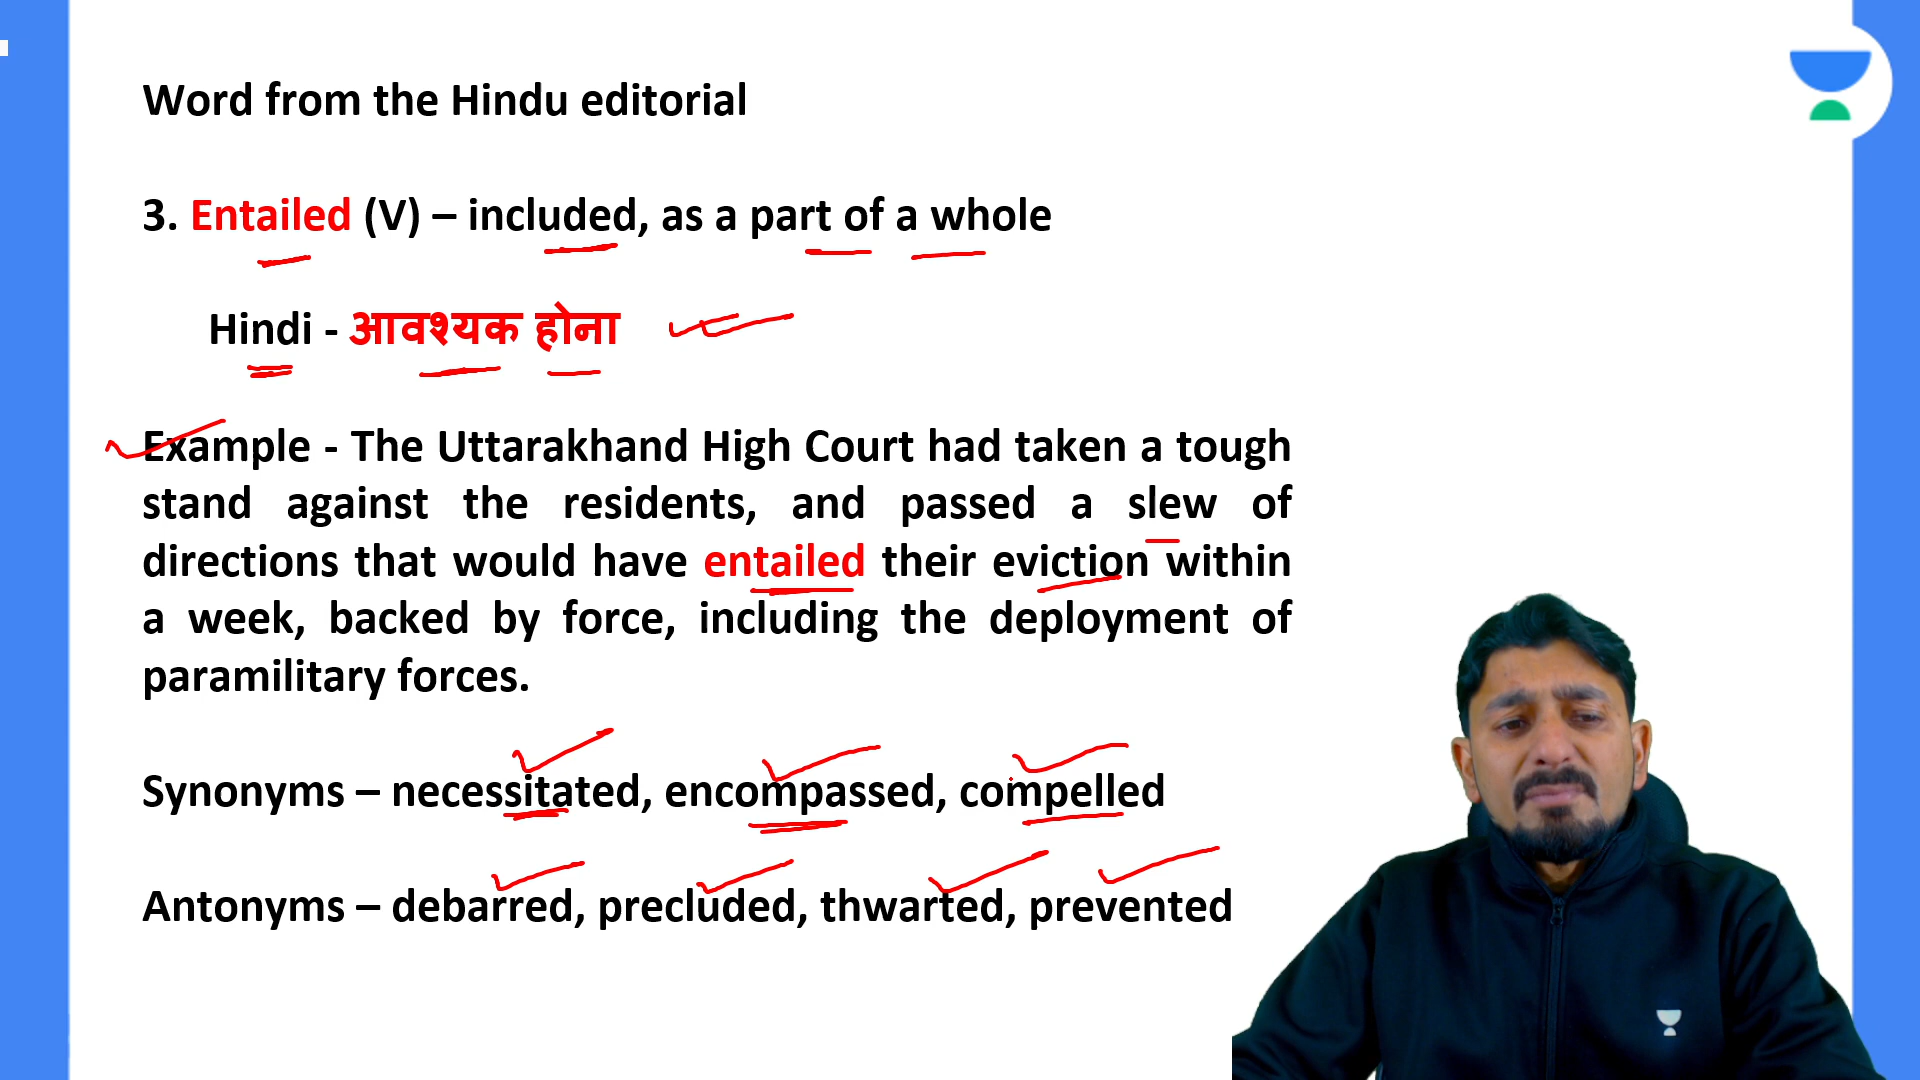 Word from the Hindu editorial
3. Entailed (V) – included, as a part of a whole
Hindi - आवश्यक होना
Example - The Uttarakhand High Court had taken a tough
stand against the residents, and passed a slew of
directions that would have entailed their eviction within
a week, backed by force, including the deployment of
paramilitary forces.
Synonyms – necessitated, encompassed, compelled
Antonyms – debarred, precluded, thwarted, prevented